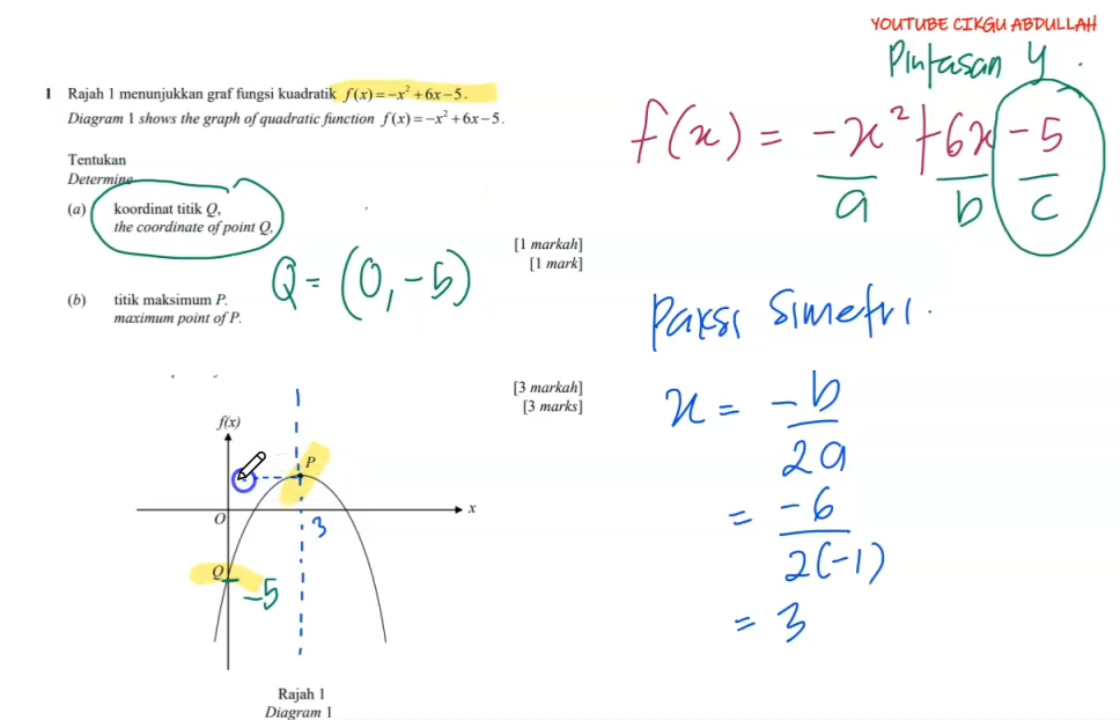 YOUTUBE CIKGU ABDULLAH
Pintasan y.
1 Rajah 1 menunjukkan graf fungsi kuadratik f(x)=−x²+6x−5.
Diagram 1 shows the graph of quadratic function f(x)=−x²+6x−5.
f(x) = −x²+6x−5
a b c
Tentukan
Determine
(a) koordinat titik Q,
the coordinate of point Q.
[1 markah]
[1 mark]
Q = (0, −5)
(b) titik maksimum P.
maximum point of P.
[3 markah]
[3 marks]
Paksi Simetri.
x = −b
2a
= −6
2(−1)
= 3
f(x)
P
x
O
3
Q
−5
Rajah 1
Diagram 1